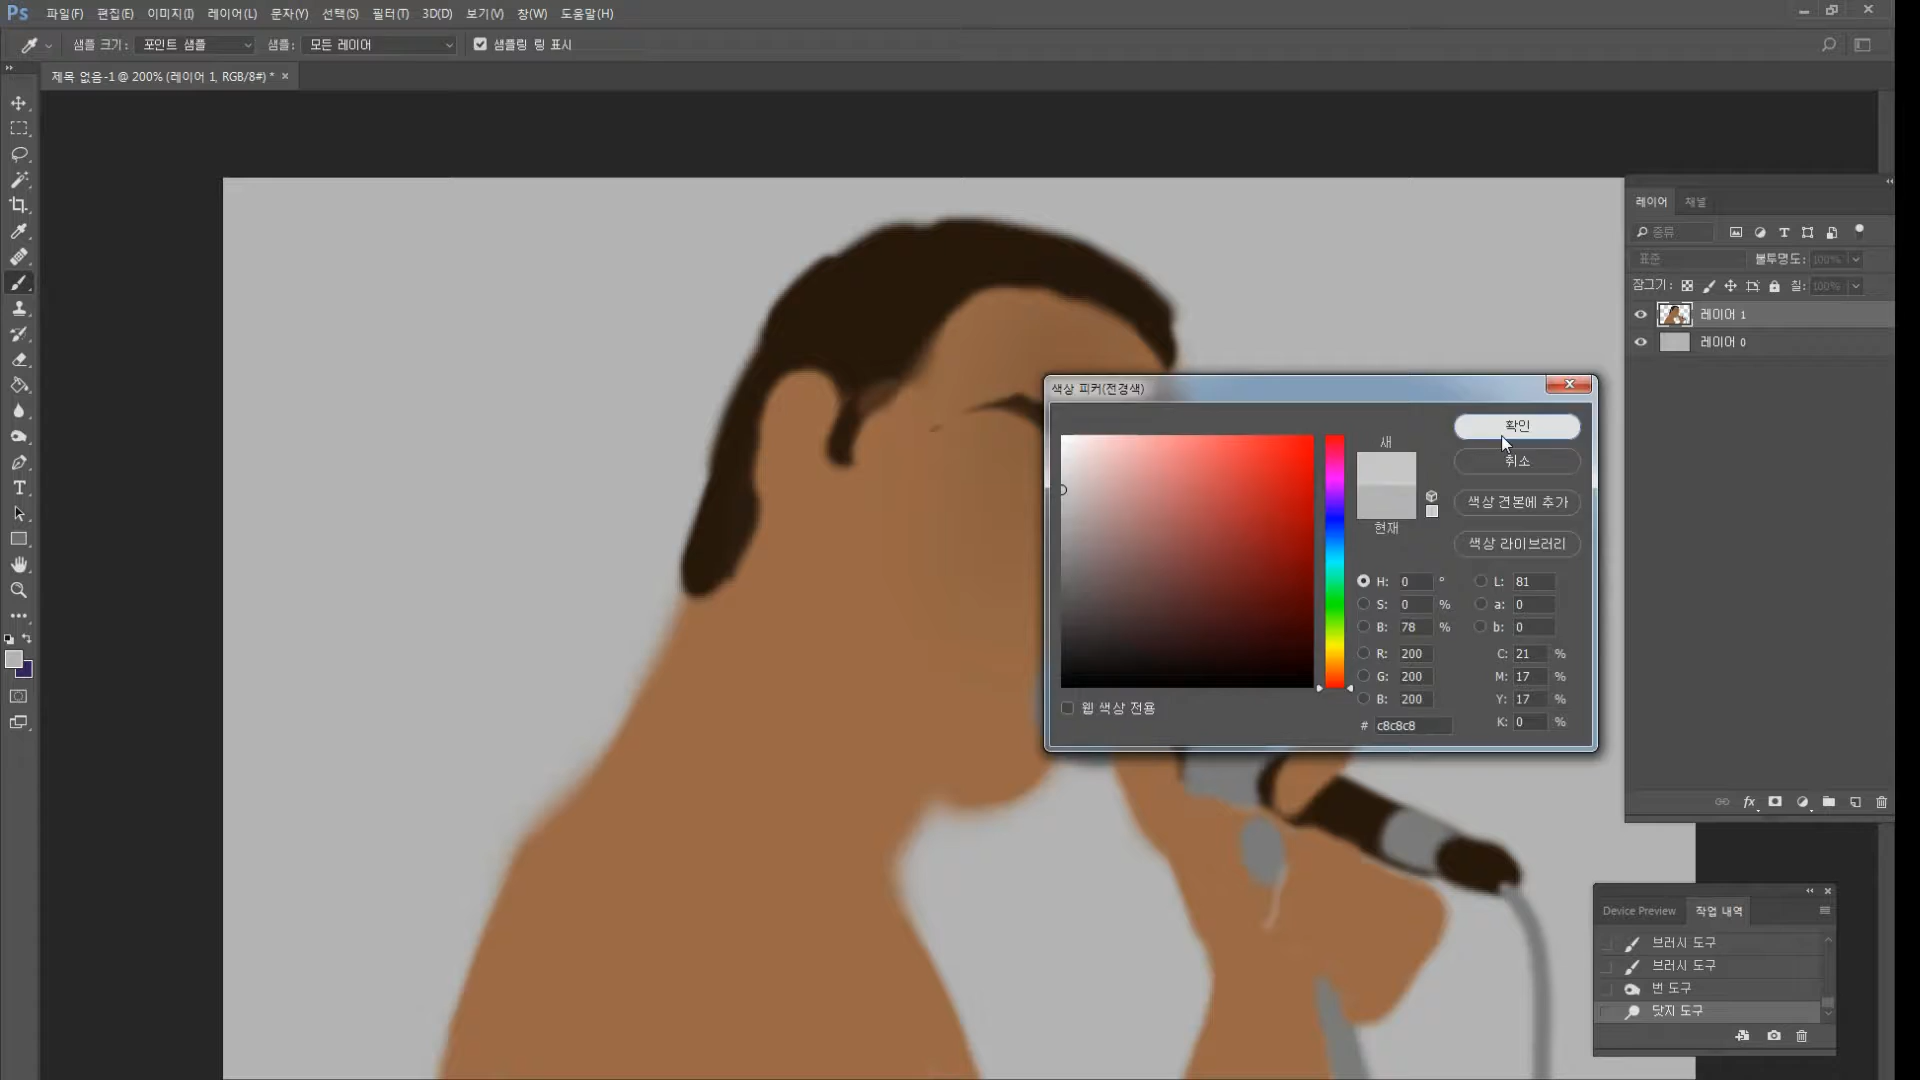 Ps 파일(F) 편집(E) 이미지(I) 레이어(L) 문자(Y) 선택(S) 필터(T) 3D(D) 보기(V) 창(W) 도움말(H)
샘플 크기: 포인트 샘플 샘플: 모든 레이어 샘플링 링 표시
제목 없음-1 @ 200% (레이어 1, RGB/8#) * ×
레이어 채널
종류
표준 불투명도: 100%
잠그기: 칠: 100%
레이어 1
레이어 0
색상 피커(전경색)
확인
새
취소
색상 견본에 추가
현재
색상 라이브러리
H: 0 ° L: 81
S: 0 % a: 0
B: 78 % b: 0
R: 200 C: 21 %
G: 200 M: 17 %
B: 200 Y: 17 %
웹 색상 전용
# c8c8c8 K: 0 %
fx
T
Device Preview 작업 내역
브러시 도구
브러시 도구
번 도구
닷지 도구